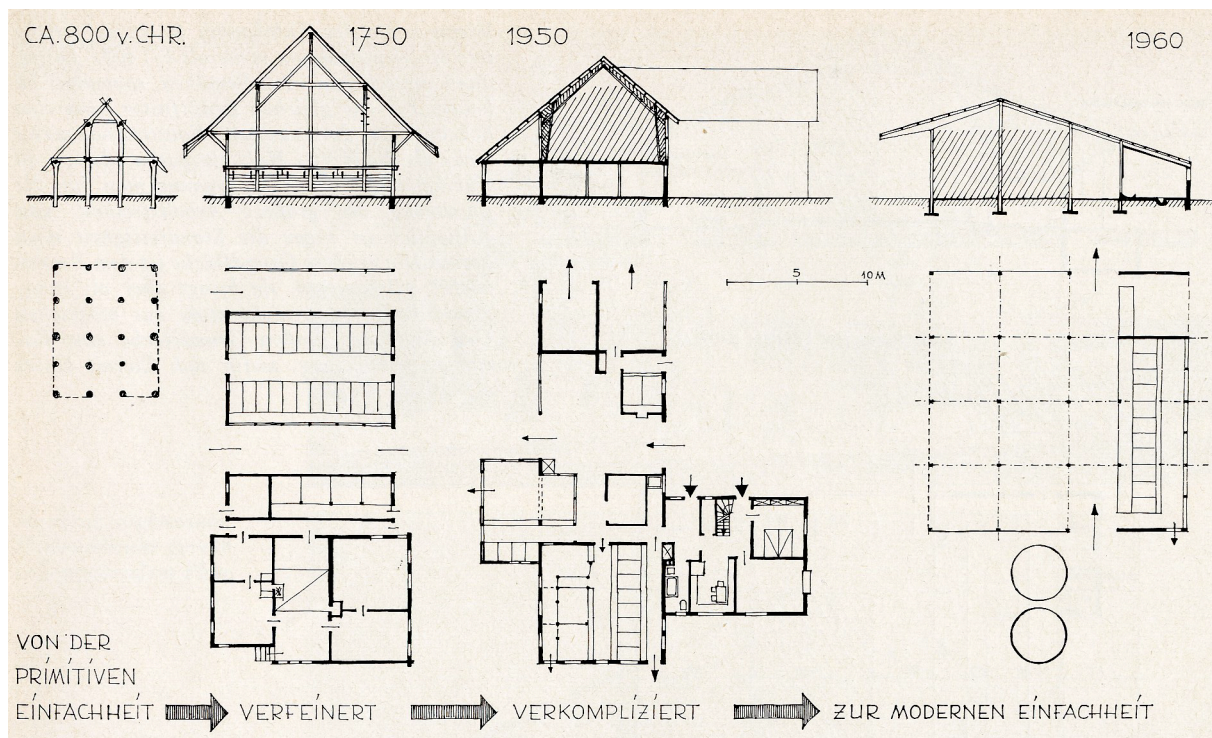 CA. 800 v. CHR.
1750
1950
1960
5
10 M
VON DER
PRIMITIVEN
EINFACHHEIT
VERFEINERT
VERKOMPLIZIERT
ZUR MODERNEN EINFACHHEIT